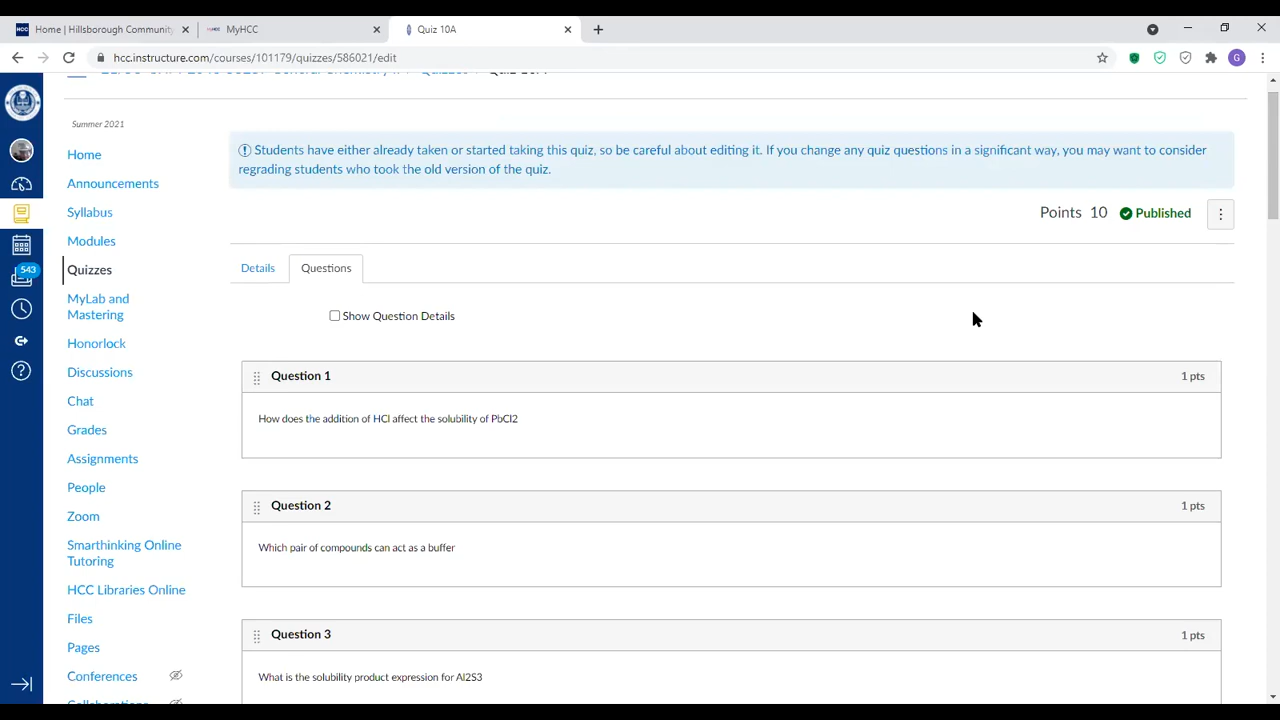 Home | Hillsborough Community
MyHCC
Quiz 10A
hcc.instructure.com/courses/101179/quizzes/586021/edit
G
Summer 2021
Home
Announcements
Syllabus
Modules
Quizzes
MyLab and
Mastering
Honorlock
Discussions
Chat
Grades
Assignments
People
Zoom
Smarthinking Online
Tutoring
HCC Libraries Online
Files
Pages
Conferences
543
Students have either already taken or started taking this quiz, so be careful about editing it. If you change any quiz questions in a significant way, you may want to consider
regrading students who took the old version of the quiz.
Points 10 Published
Details Questions
Show Question Details
Question 1 1 pts
How does the addition of HCl affect the solubility of PbCl2
Question 2 1 pts
Which pair of compounds can act as a buffer
Question 3 1 pts
What is the solubility product expression for Al2S3